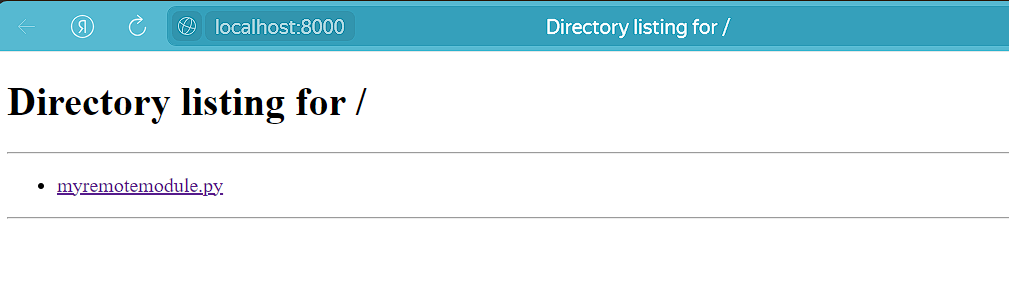 Я localhost:8000 Directory listing for /
Directory listing for /
myremotemodule.py